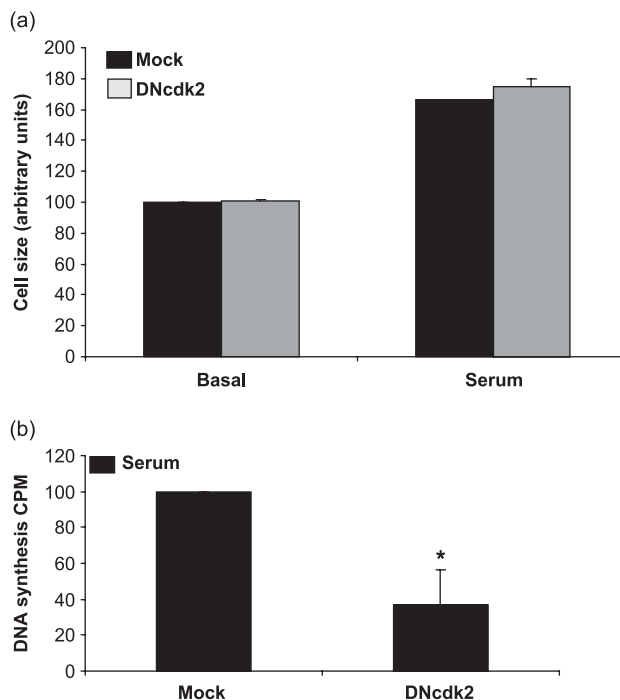 (a)
200
180
160
140
120
100
80
60
40
20
0
Cell size (arbitrary units)
Mock
DNcdk2
Basal
Serum
(b)
120
100
80
60
40
20
0
DNA synthesis CPM
Serum
*
Mock
DNcdk2